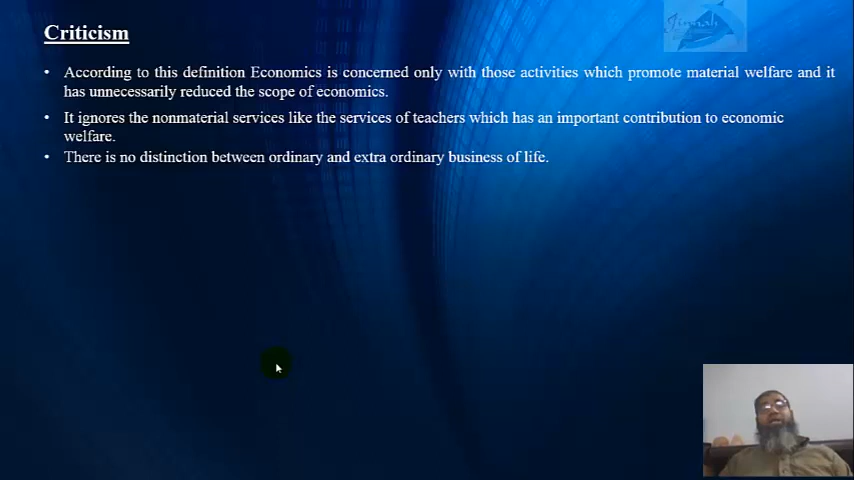 Jinnah
Criticism
• According to this definition Economics is concerned only with those activities which promote material welfare and it
has unnecessarily reduced the scope of economics.
• It ignores the nonmaterial services like the services of teachers which has an important contribution to economic
welfare.
• There is no distinction between ordinary and extra ordinary business of life.